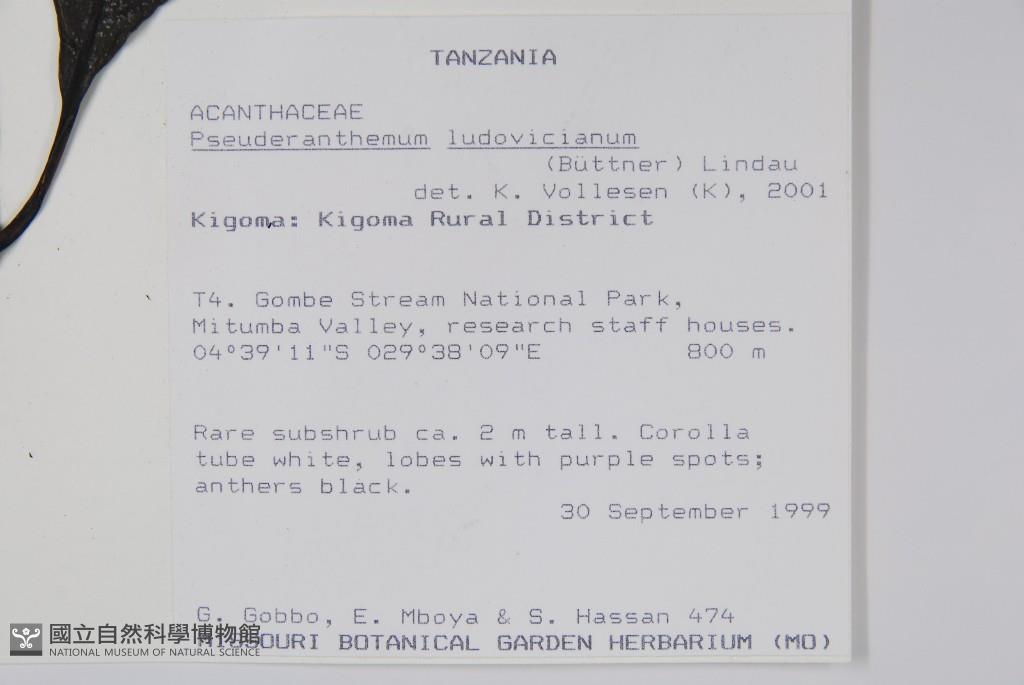 TANZANIA
ACANTHACEAE
Pseuderanthemum ludovicianum
(Büttner) Lindau
det. K. Vollesen (K), 2001
Kigoma: Kigoma Rural District
T4. Gombe Stream National Park,
Mitumba Valley, research staff houses.
04°39'11"S 029°38'09"E 800 m
Rare subshrub ca. 2 m tall. Corolla
tube white, lobes with purple spots;
anthers black.
30 September 1999
G. Gobbo, E. Mboya & S. Hassan 474
MISSOURI BOTANICAL GARDEN HERBARIUM (MO)
國立自然科學博物館
NATIONAL MUSEUM OF NATURAL SCIENCE